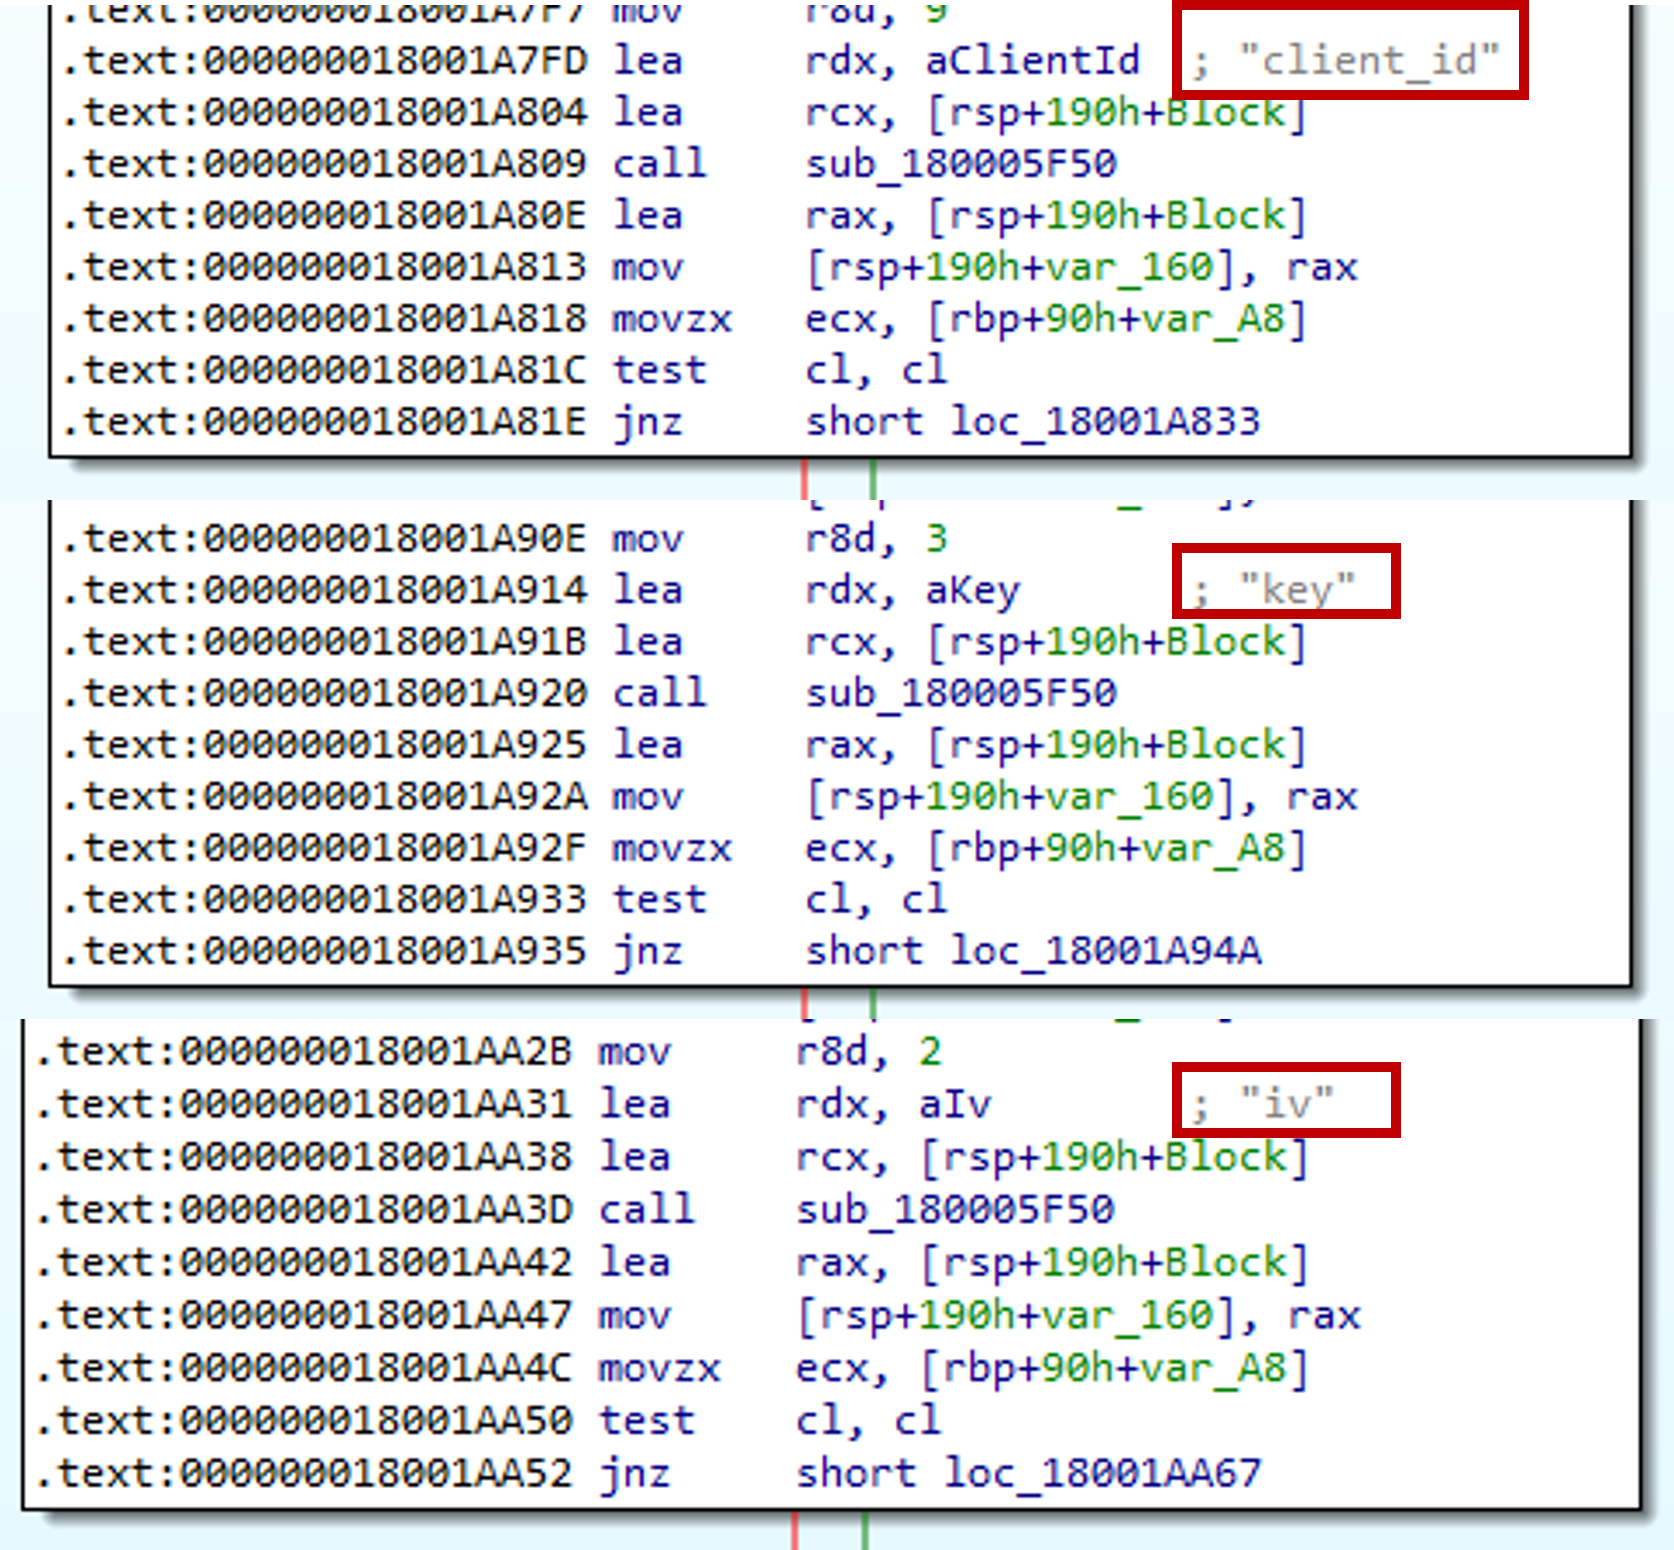 .text:000000018001A7F7 mov r8d, 9
.text:000000018001A7FD lea rdx, aClientId ; "client_id"
.text:000000018001A804 lea rcx, [rsp+190h+Block]
.text:000000018001A809 call sub_180005F50
.text:000000018001A80E lea rax, [rsp+190h+Block]
.text:000000018001A813 mov [rsp+190h+var_160], rax
.text:000000018001A818 movzx ecx, [rbp+90h+var_A8]
.text:000000018001A81C test cl, cl
.text:000000018001A81E jnz short loc_18001A833
.text:000000018001A90E mov r8d, 3
.text:000000018001A914 lea rdx, aKey ; "key"
.text:000000018001A91B lea rcx, [rsp+190h+Block]
.text:000000018001A920 call sub_180005F50
.text:000000018001A925 lea rax, [rsp+190h+Block]
.text:000000018001A92A mov [rsp+190h+var_160], rax
.text:000000018001A92F movzx ecx, [rbp+90h+var_A8]
.text:000000018001A933 test cl, cl
.text:000000018001A935 jnz short loc_18001A94A
.text:000000018001AA2B mov r8d, 2
.text:000000018001AA31 lea rdx, aIv ; "iv"
.text:000000018001AA38 lea rcx, [rsp+190h+Block]
.text:000000018001AA3D call sub_180005F50
.text:000000018001AA42 lea rax, [rsp+190h+Block]
.text:000000018001AA47 mov [rsp+190h+var_160], rax
.text:000000018001AA4C movzx ecx, [rbp+90h+var_A8]
.text:000000018001AA50 test cl, cl
.text:000000018001AA52 jnz short loc_18001AA67